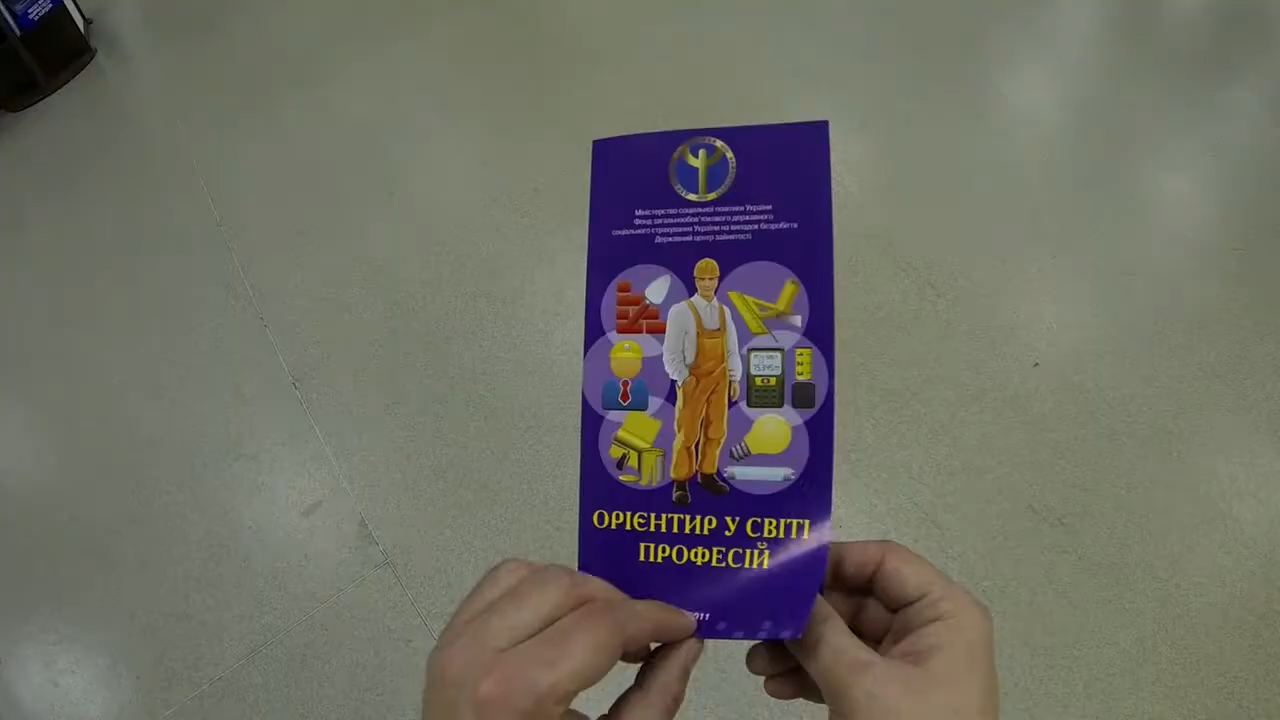 Міністерство соціальної політики України
Фонд загальнообов'язкового державного
соціального страхування України на випадок безробіття
Державний центр зайнятості
ОРІЄНТИР У СВІТІ
ПРОФЕСІЙ
2011